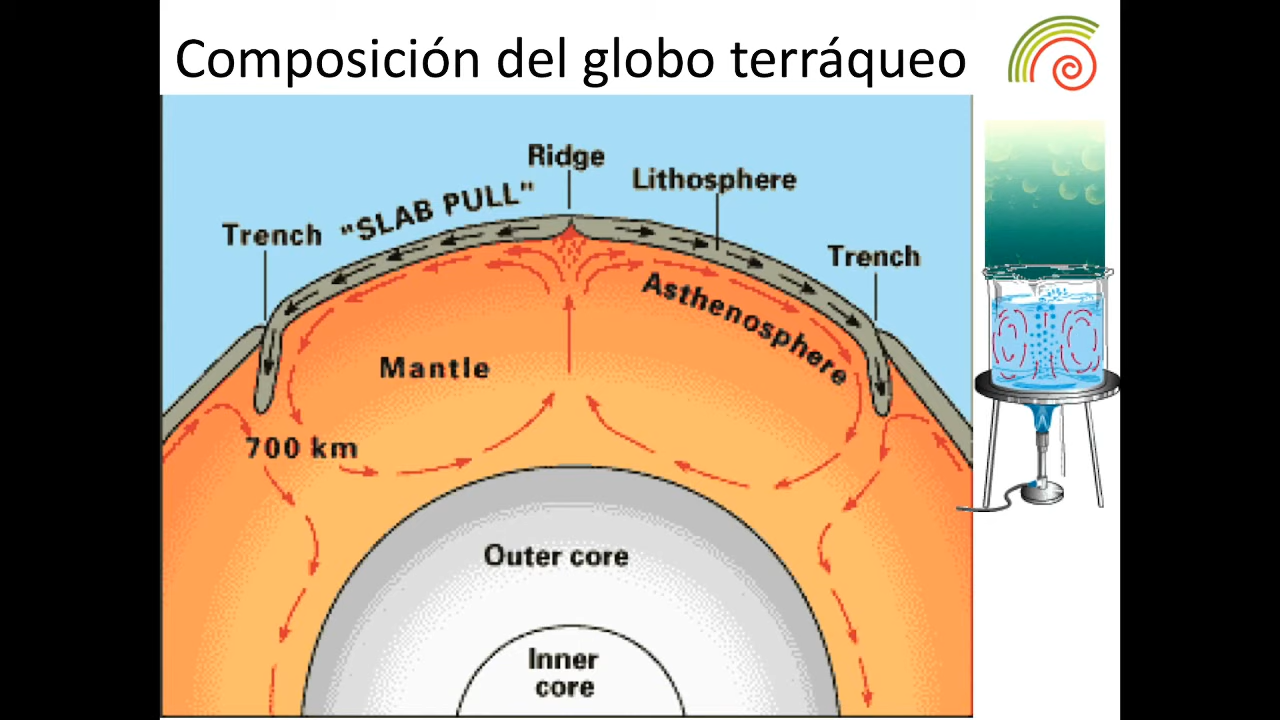 Composición del globo terráqueo
Ridge
Lithosphere
"SLAB PULL"
Trench
Trench
Asthenosphere
Mantle
700 km
Outer core
Inner
core